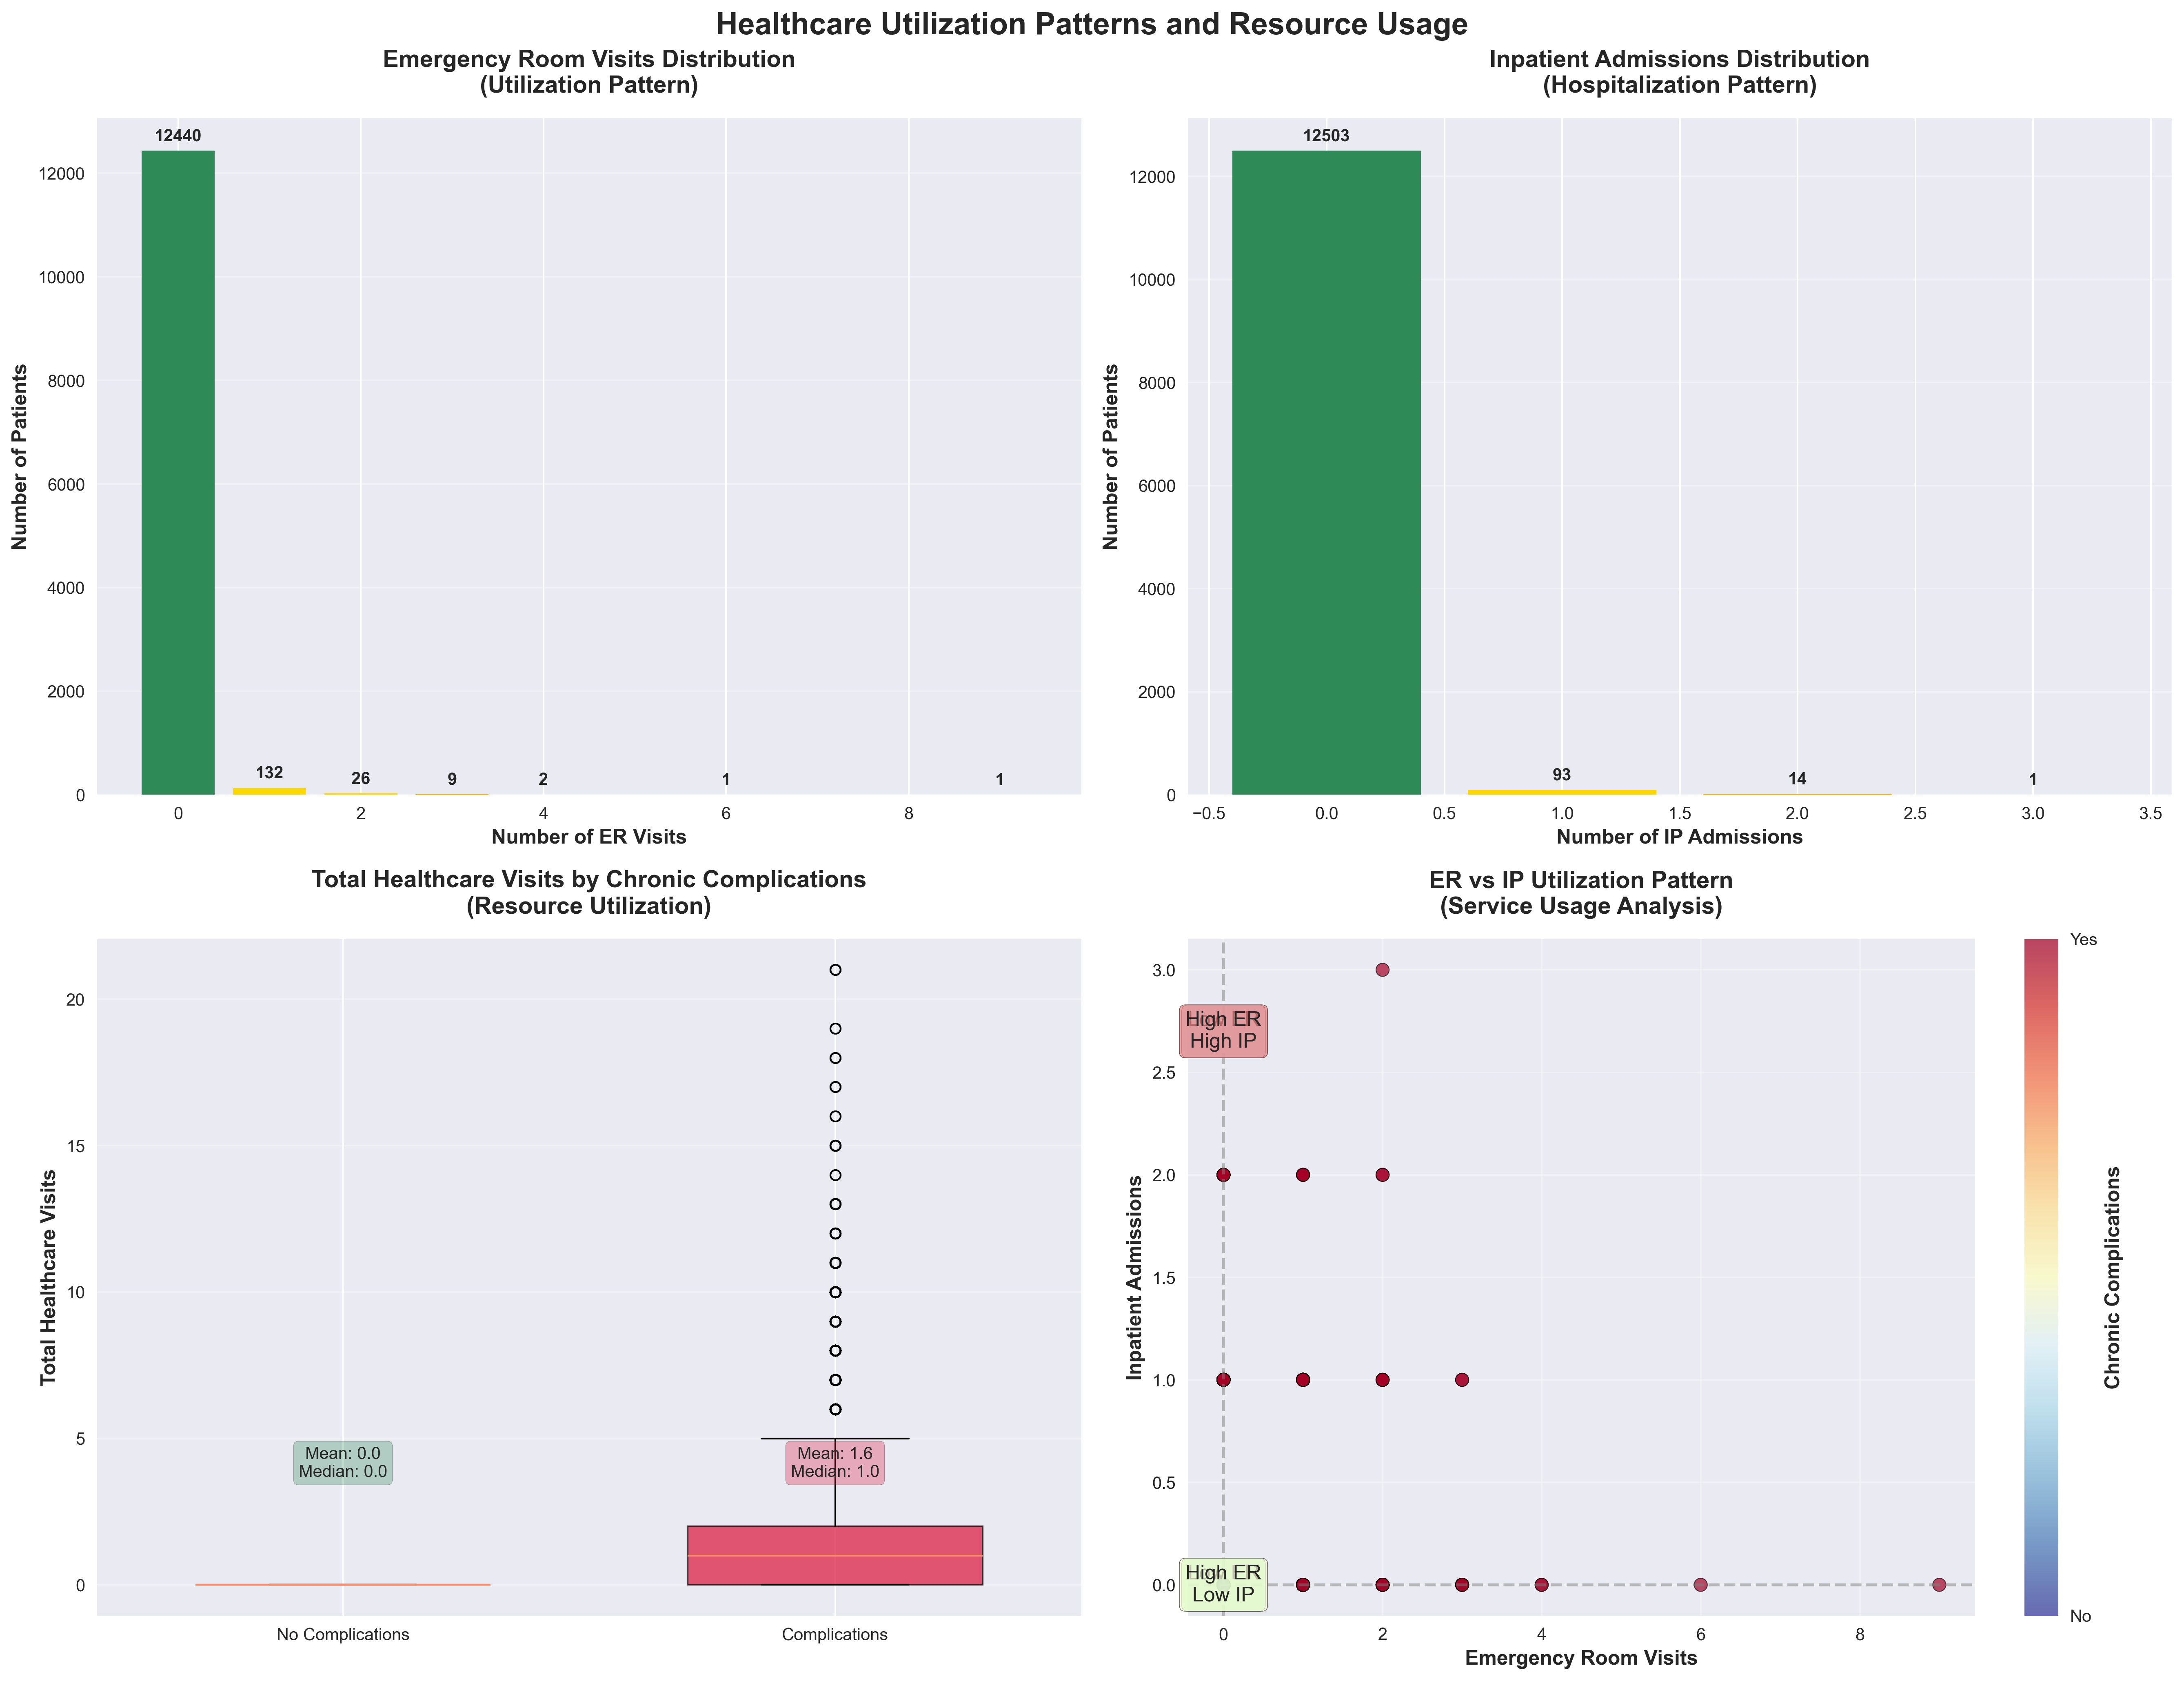 Healthcare Utilization Patterns and Resource Usage
Emergency Room Visits Distribution
(Utilization Pattern)
12440
132
26
9
2
1
1
12000
10000
8000
6000
4000
2000
0
Number of Patients
0
2
4
6
8
Number of ER Visits
Inpatient Admissions Distribution
(Hospitalization Pattern)
12503
93
14
1
12000
10000
8000
6000
4000
2000
0
Number of Patients
−0.5
0.0
0.5
1.0
1.5
2.0
2.5
3.0
3.5
Number of IP Admissions
Total Healthcare Visits by Chronic Complications
(Resource Utilization)
20
15
10
5
0
Total Healthcare Visits
Mean: 0.0
Median: 0.0
Mean: 1.6
Median: 1.0
No Complications
Complications
ER vs IP Utilization Pattern
(Service Usage Analysis)
3.0
2.5
2.0
1.5
1.0
0.5
0.0
Inpatient Admissions
High ER
High IP
High ER
Low IP
0
2
4
6
8
Emergency Room Visits
Yes
No
Chronic Complications